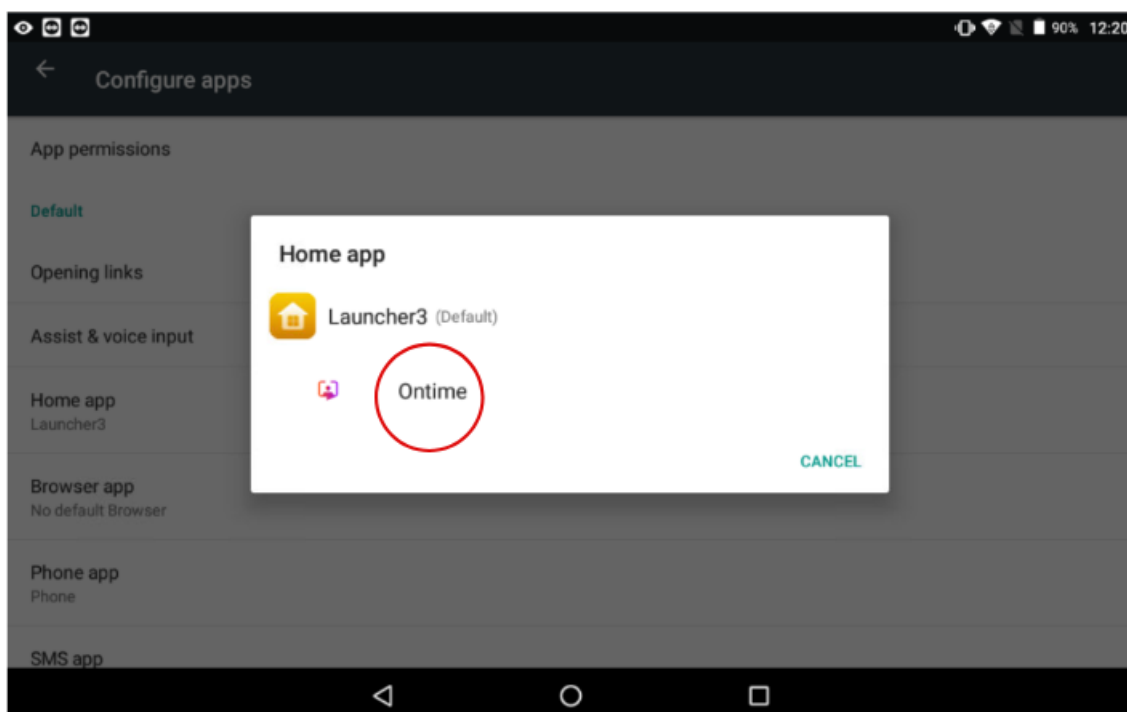 90% 12:20
Configure apps
App permissions
Default
Opening links
Assist & voice input
Home app
Launcher3
Browser app
No default Browser
Phone app
Phone
SMS app
Home app
Launcher3 (Default)
Ontime
CANCEL